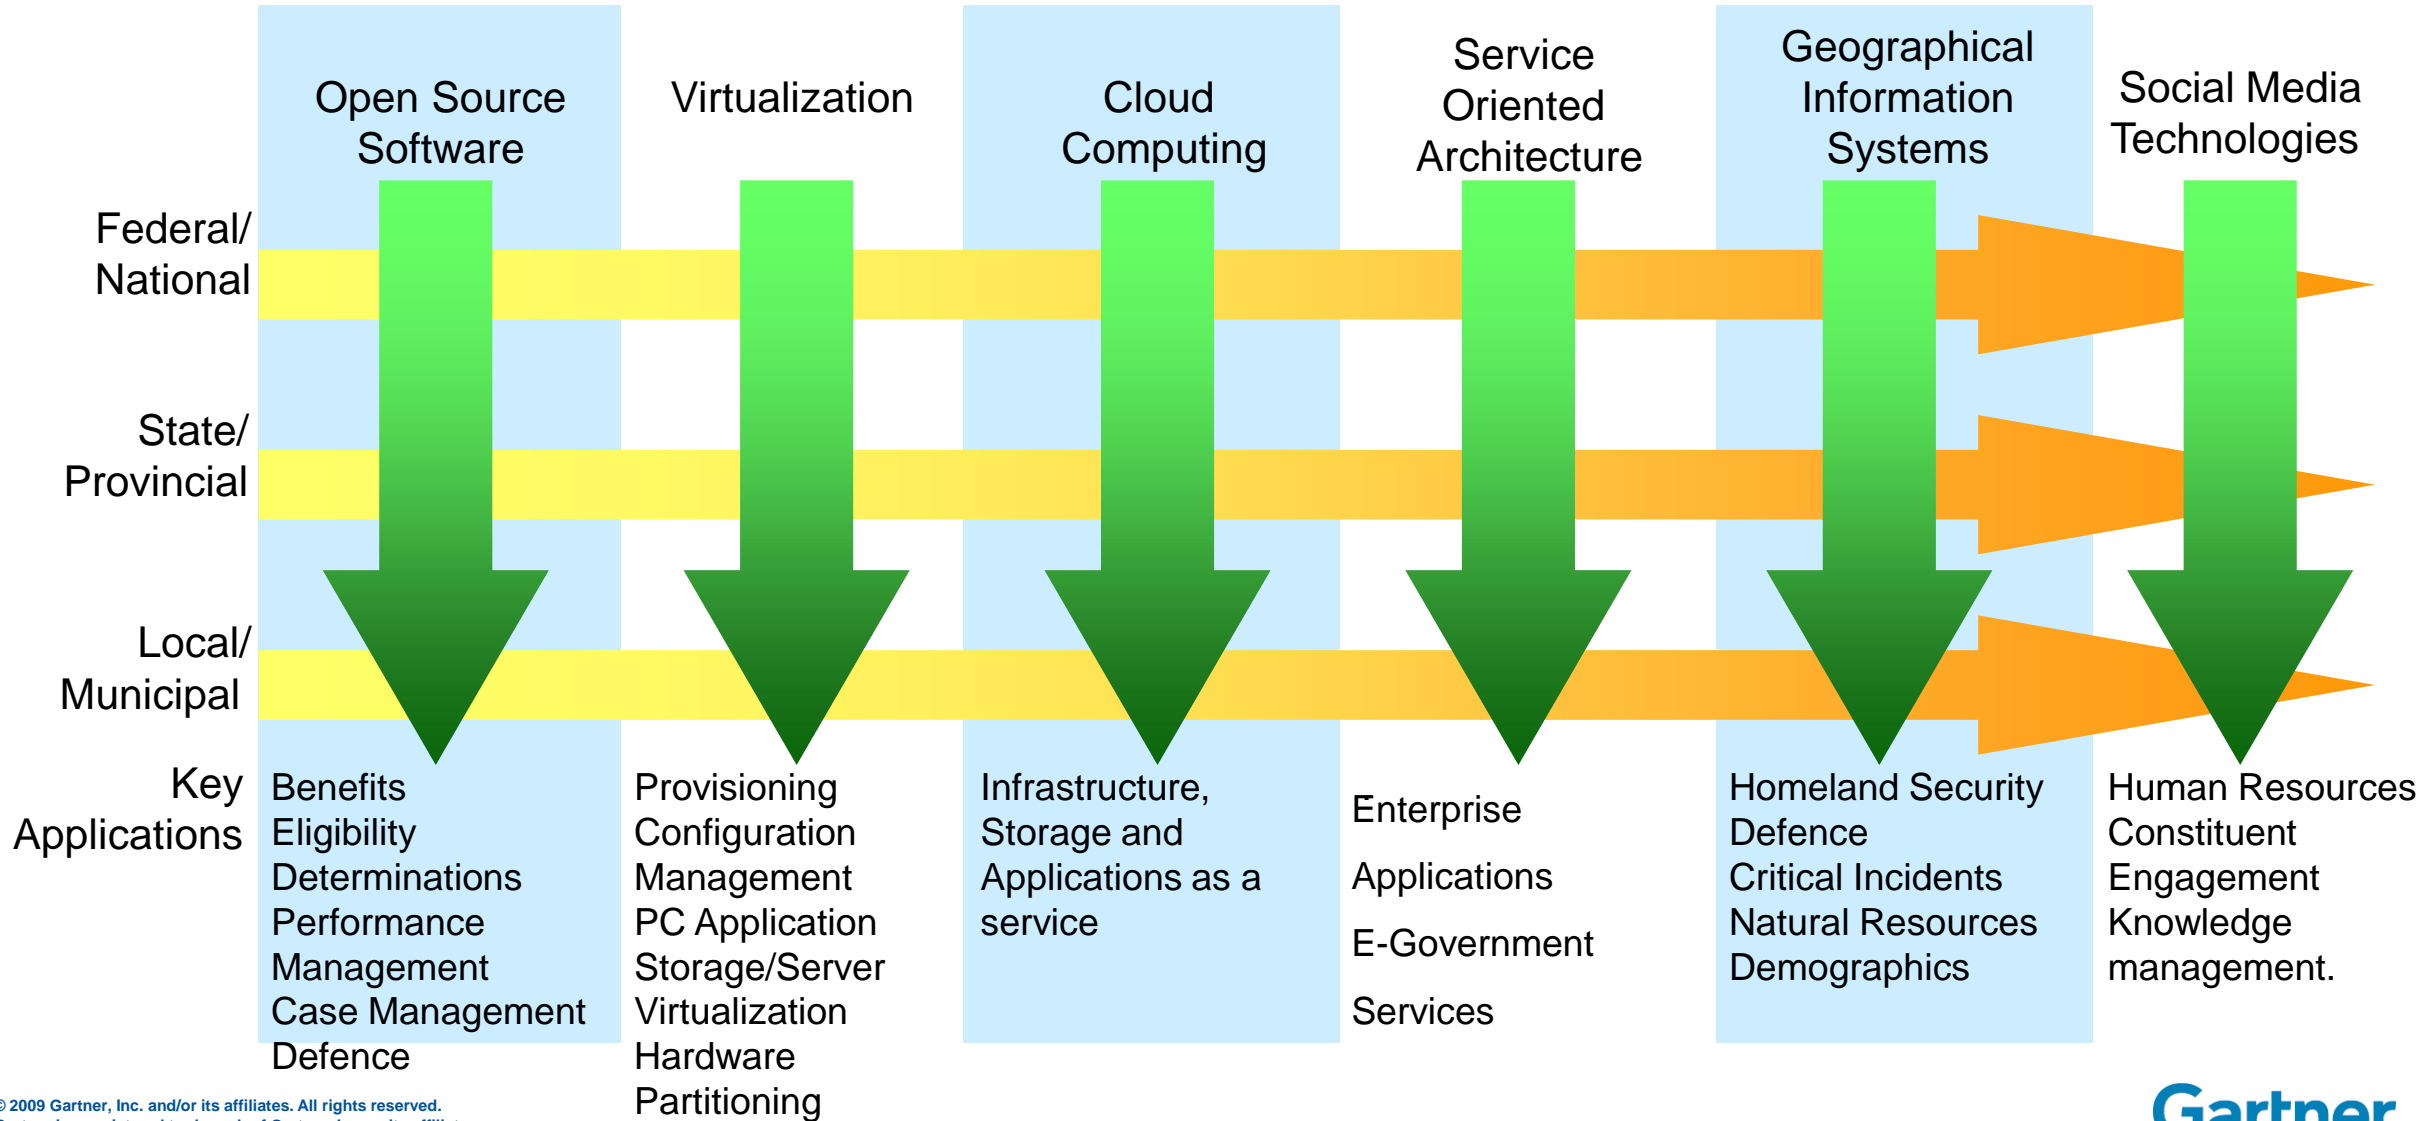 Open Source
Software
Virtualization
Cloud
Computing
Service
Oriented
Architecture
Geographical
Information
Systems
Social Media
Technologies
Federal/
National
State/
Provincial
Local/
Municipal
Key
Applications
Benefits
Eligibility
Determinations
Performance
Management
Case Management
Defence
Provisioning
Configuration
Management
PC Application
Storage/Server
Virtualization
Hardware
Partitioning
Infrastructure,
Storage and
Applications as a
service
Enterprise
Applications
E-Government
Services
Homeland Security
Defence
Critical Incidents
Natural Resources
Demographics
Human Resources
Constituent
Engagement
Knowledge
management.
© 2009 Gartner, Inc. and/or its affiliates. All rights reserved.
Gartner